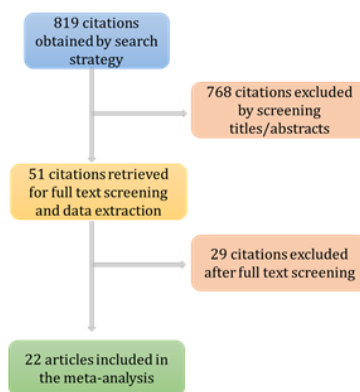 819 citations
obtained by search
strategy
768 citations excluded
by screening
titles/abstracts
51 citations retrieved
for full text screening
and data extraction
29 citations excluded
after full text screening
22 articles included in
the meta-analysis